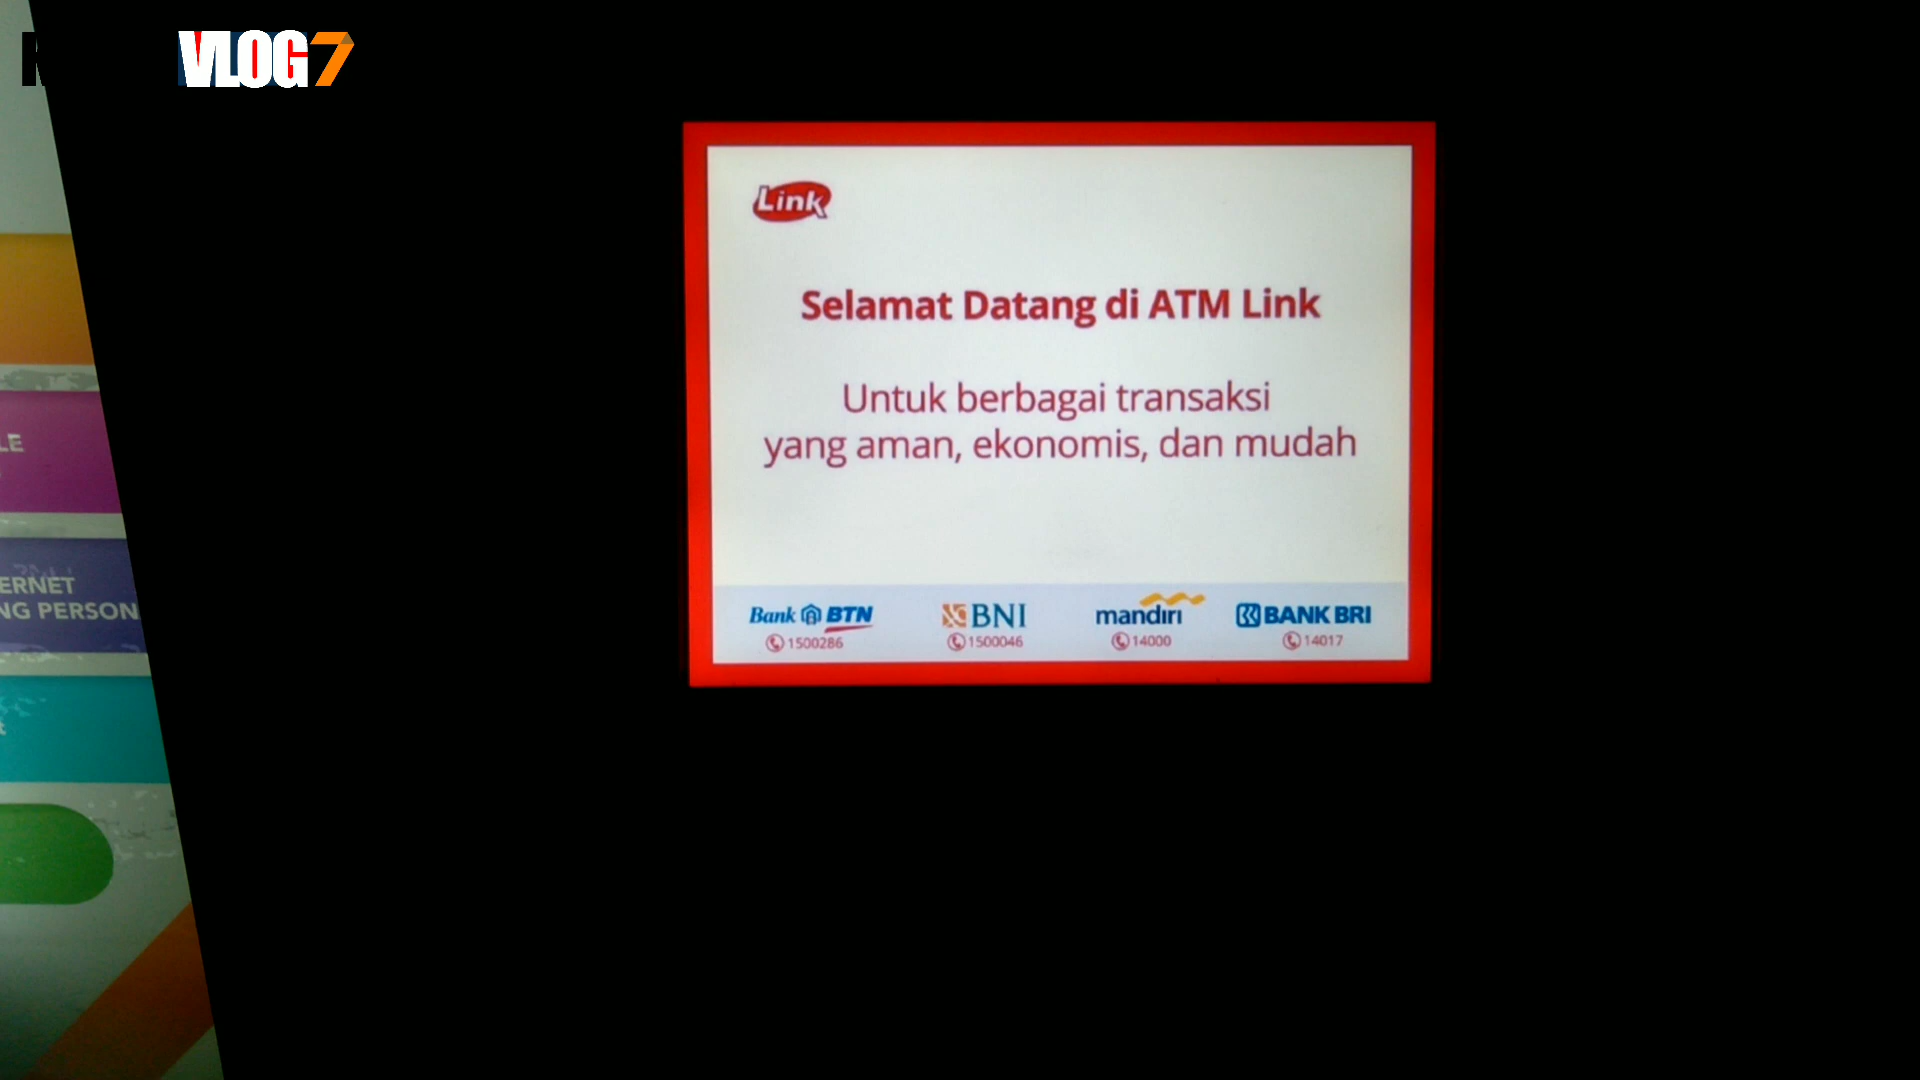 VLOG7
Link
Selamat Datang di ATM Link
Untuk berbagai transaksi
yang aman, ekonomis, dan mudah
Bank BTN
1500286
BNI
1500046
mandiri
14000
BANK BRI
14017
LE
ERNET
NG PERSON